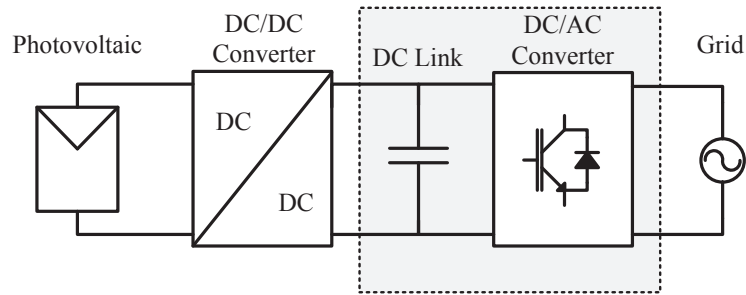 Photovoltaic
DC/DC
Converter
DC Link
DC/AC
Converter
Grid
DC
DC